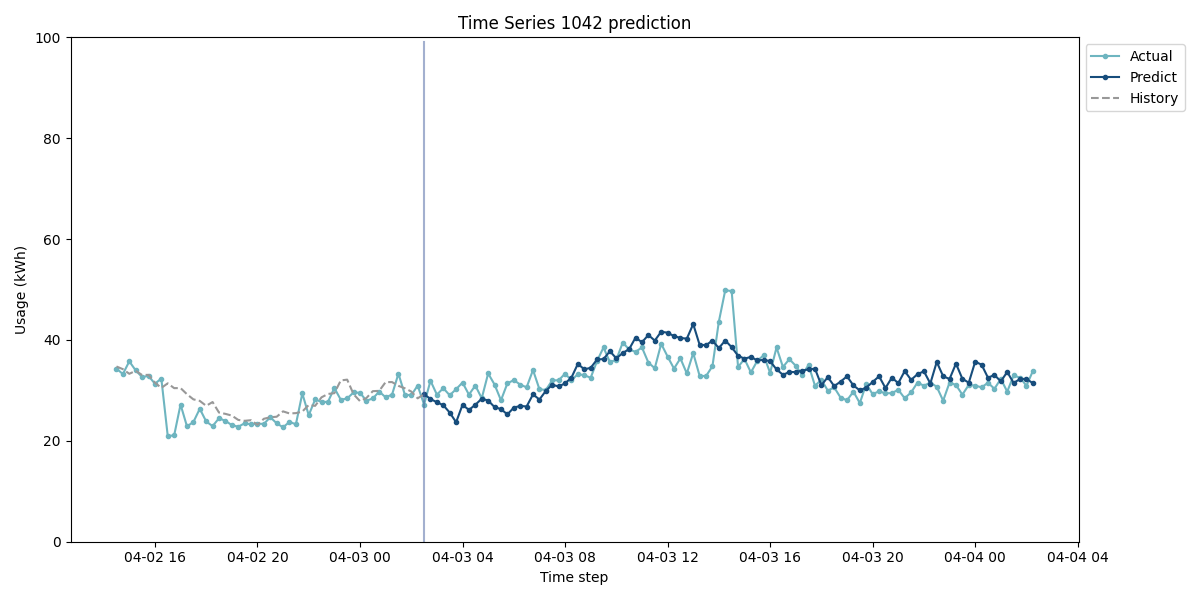 Time Series 1042 prediction
100
80
60
40
20
0
Usage (kWh)
04-02 16
04-02 20
04-03 00
04-03 04
04-03 08
04-03 12
04-03 16
04-03 20
04-04 00
04-04 04
Time step
Actual
Predict
History